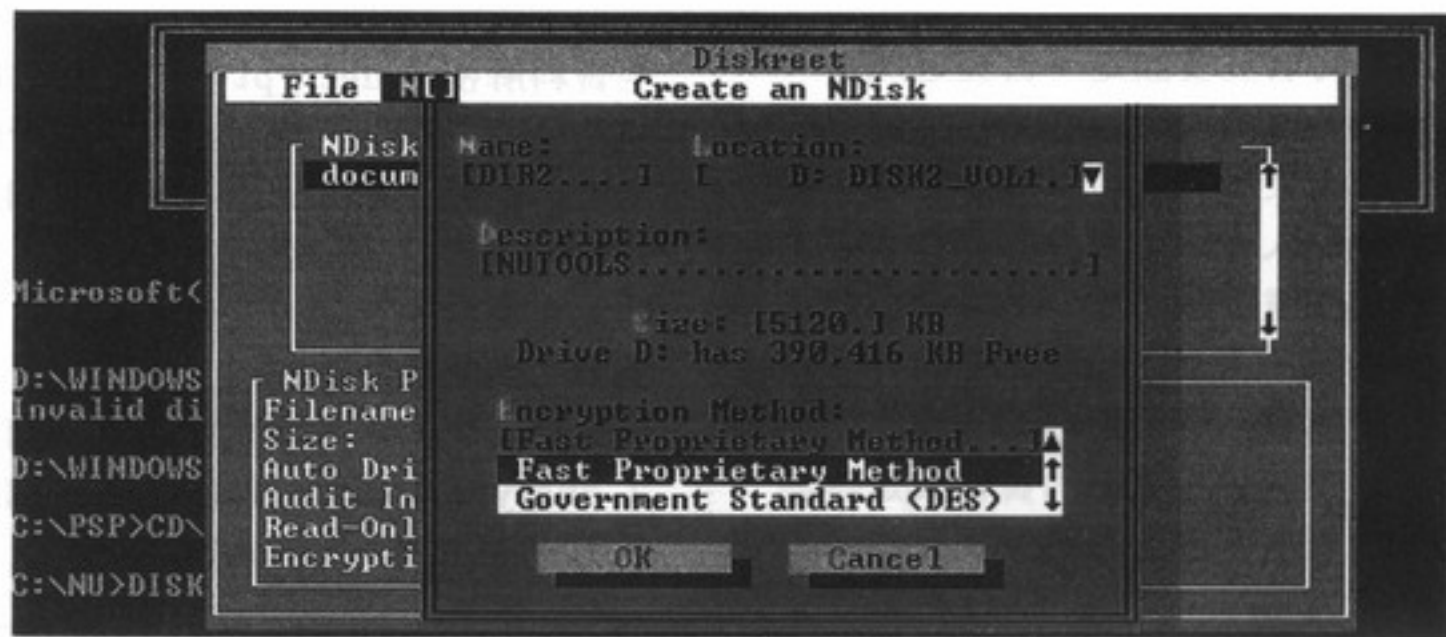 Diskreet
File N[ ] Create an NDisk
NDisk
docum
Name: Location:
[DIR2....] [ D: DISK2_VOL1.]
Description:
[NUTOOLS........................]
Size: [5120.] KB
Drive D: has 390,416 KB Free
Encryption Method:
[Fast Proprietary Method...]
Fast Proprietary Method
Government Standard (DES)
OK Cancel
NDisk P
Filename
Size:
Auto Dri
Audit In
Read-Onl
Encrypti
Microsoft(
D:\WINDOWS
Invalid di
D:\WINDOWS
C:\PSP>CD\
C:\NU>DISK